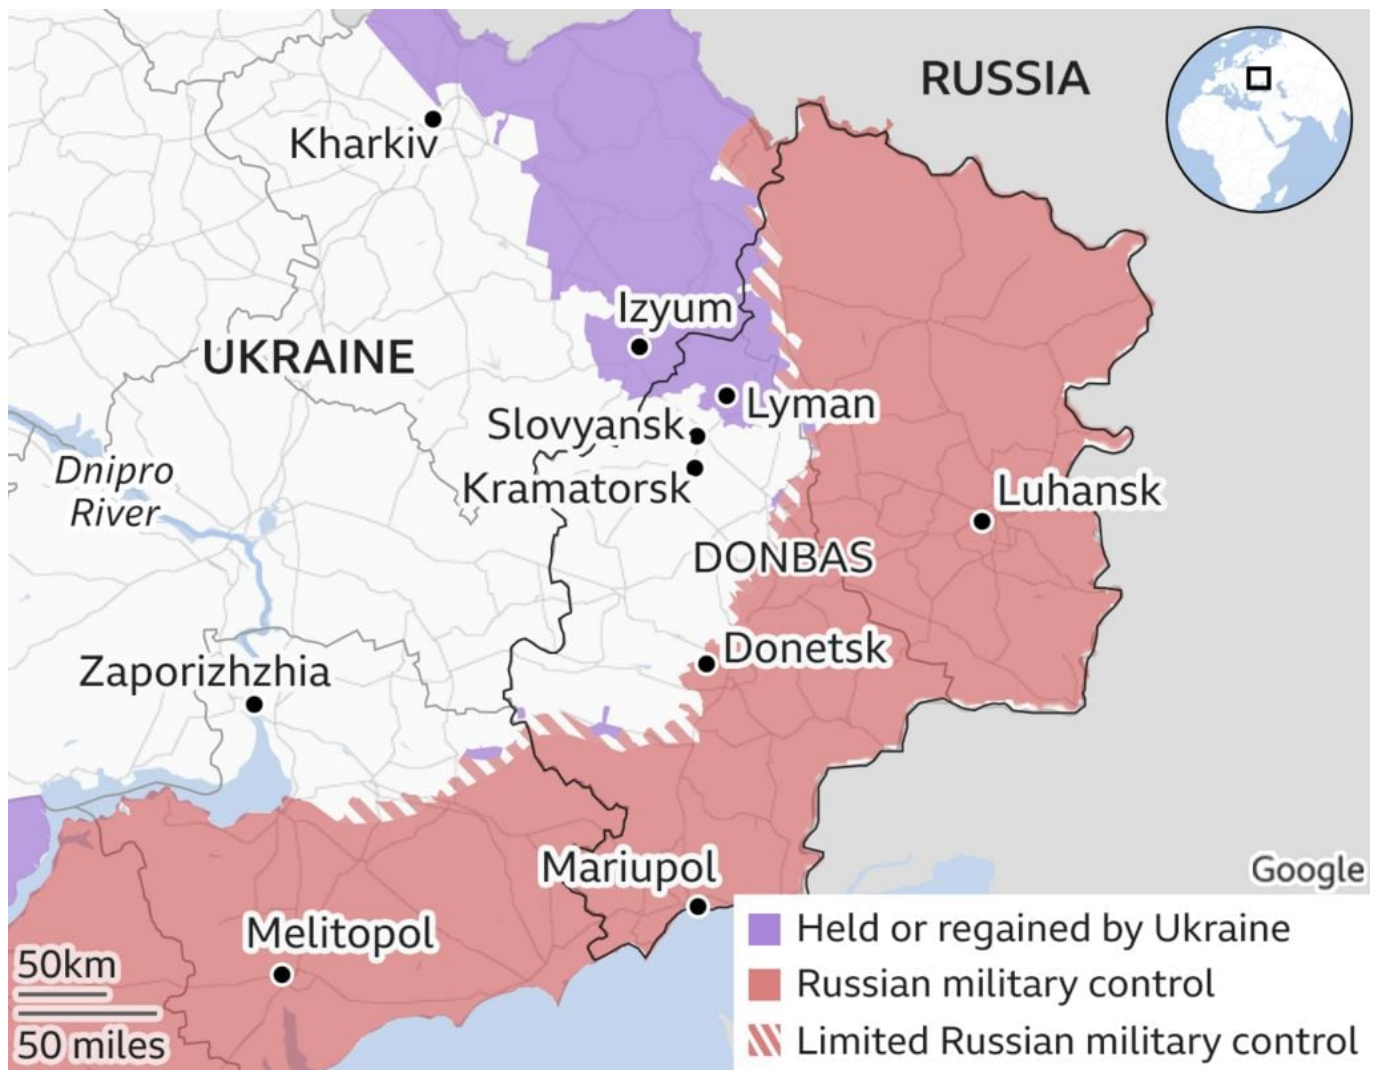 RUSSIA
Kharkiv
Izyum
UKRAINE
Lyman
Slovyansk
Dnipro
River
Kramatorsk
Luhansk
DONBAS
Donetsk
Zaporizhzhia
Mariupol
Google
Melitopol
Held or regained by Ukraine
50km
Russian military control
50 miles
Limited Russian military control